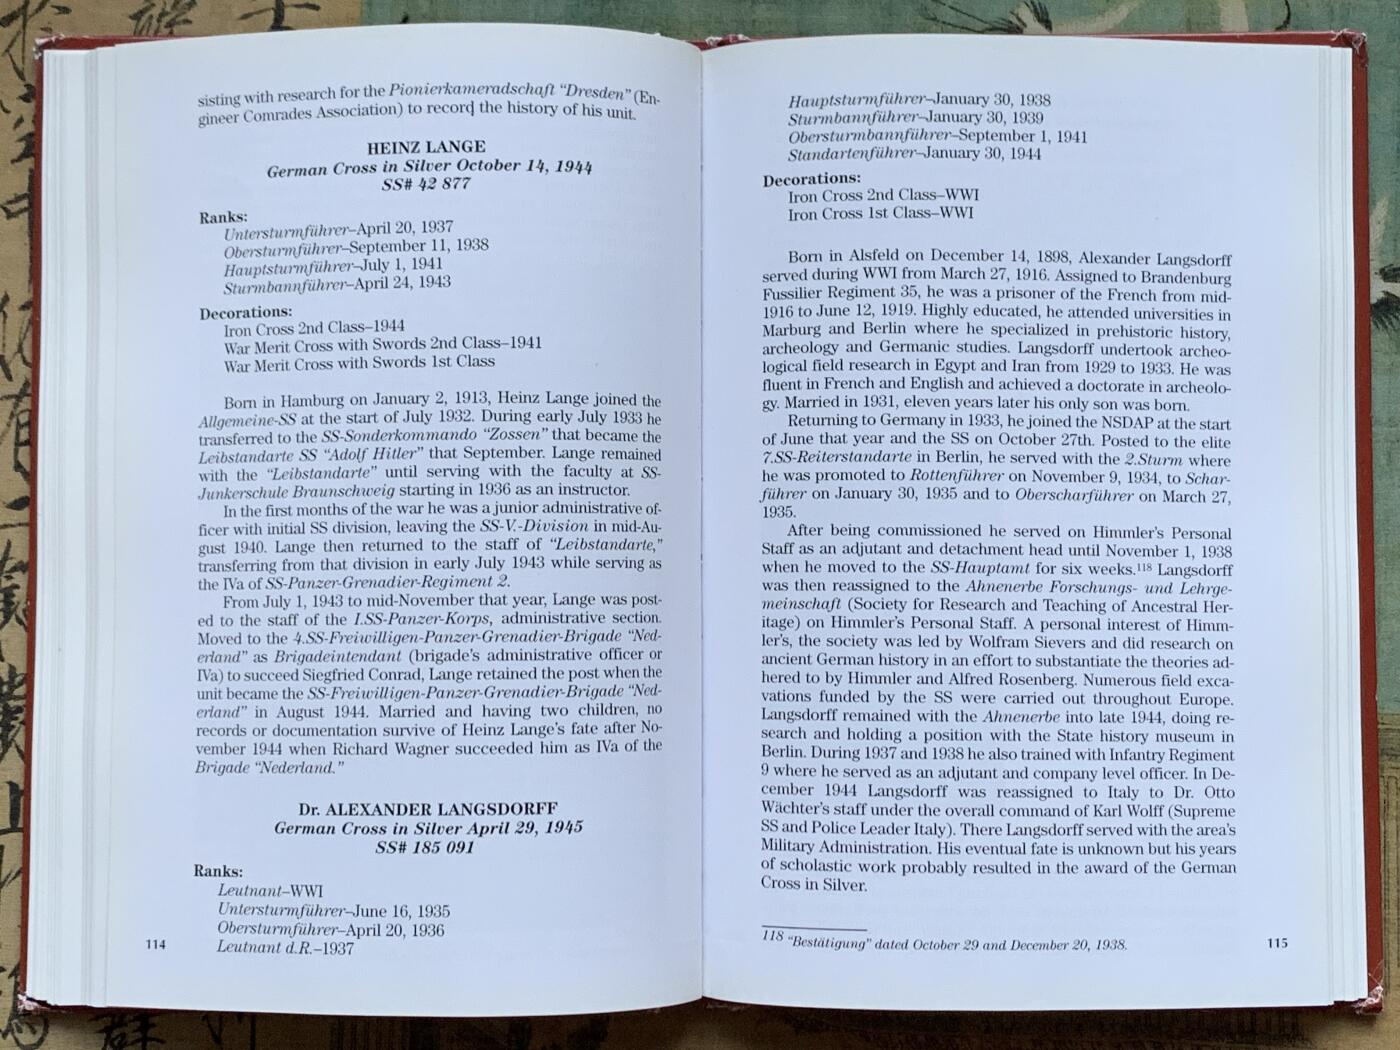 sisting with research for the Pionierkameradschaft “Dresden” (En-
gineer Comrades Association) to record the history of his unit.
HEINZ LANGE
German Cross in Silver October 14, 1944
SS# 42 877
Ranks:
Untersturmführer–April 20, 1937
Obersturmführer–September 11, 1938
Hauptsturmführer–July 1, 1941
Sturmbannführer–April 24, 1943
Decorations:
Iron Cross 2nd Class–1944
War Merit Cross with Swords 2nd Class–1941
War Merit Cross with Swords 1st Class
Born in Hamburg on January 2, 1913, Heinz Lange joined the
Allgemeine-SS at the start of July 1932. During early July 1933 he
transferred to the SS-Sonderkommando “Zossen” that became the
Leibstandarte SS “Adolf Hitler” that September. Lange remained
with the “Leibstandarte” until serving with the faculty at SS-
Junkerschule Braunschweig starting in 1936 as an instructor.
In the first months of the war he was a junior administrative of-
ficer with initial SS division, leaving the SS-V.-Division in mid-Au-
gust 1940. Lange then returned to the staff of “Leibstandarte,”
transferring from that division in early July 1943 while serving as
the IVa of SS-Panzer-Grenadier-Regiment 2.
From July 1, 1943 to mid-November that year, Lange was post-
ed to the staff of the I.SS-Panzer-Korps, administrative section.
Moved to the 4.SS-Freiwilligen-Panzer-Grenadier-Brigade “Ned-
erland” as Brigadeintendant (brigade’s administrative officer or
IVa) to succeed Siegfried Conrad, Lange retained the post when the
unit became the SS-Freiwilligen-Panzer-Grenadier-Brigade “Ned-
erland” in August 1944. Married and having two children, no
records or documentation survive of Heinz Lange’s fate after No-
vember 1944 when Richard Wagner succeeded him as IVa of the
Brigade “Nederland.”
Dr. ALEXANDER LANGSDORFF
German Cross in Silver April 29, 1945
SS# 185 091
Ranks:
Leutnant–WWI
Untersturmführer–June 16, 1935
Obersturmführer–April 20, 1936
Leutnant d.R.–1937
114
Hauptsturmführer–January 30, 1938
Sturmbannführer–January 30, 1939
Obersturmbannführer–September 1, 1941
Standartenführer–January 30, 1944
Decorations:
Iron Cross 2nd Class–WWI
Iron Cross 1st Class–WWI
Born in Alsfeld on December 14, 1898, Alexander Langsdorff
served during WWI from March 27, 1916. Assigned to Brandenburg
Fussilier Regiment 35, he was a prisoner of the French from mid-
1916 to June 12, 1919. Highly educated, he attended universities in
Marburg and Berlin where he specialized in prehistoric history,
archeology and Germanic studies. Langsdorff undertook archeo-
logical field research in Egypt and Iran from 1929 to 1933. He was
fluent in French and English and achieved a doctorate in archeolo-
gy. Married in 1931, eleven years later his only son was born.
Returning to Germany in 1933, he joined the NSDAP at the start
of June that year and the SS on October 27th. Posted to the elite
7.SS-Reiterstandarte in Berlin, he served with the 2.Sturm where
he was promoted to Rottenführer on November 9, 1934, to Schar-
führer on January 30, 1935 and to Oberscharführer on March 27,
1935.
After being commissioned he served on Himmler’s Personal
Staff as an adjutant and detachment head until November 1, 1938
when he moved to the SS-Hauptamt for six weeks.118 Langsdorff
was then reassigned to the Ahnenerbe Forschungs- und Lehrge-
meinschaft (Society for Research and Teaching of Ancestral Her-
itage) on Himmler’s Personal Staff. A personal interest of Himm-
ler’s, the society was led by Wolfram Sievers and did research on
ancient German history in an effort to substantiate the theories ad-
hered to by Himmler and Alfred Rosenberg. Numerous field exca-
vations funded by the SS were carried out throughout Europe.
Langsdorff remained with the Ahnenerbe into late 1944, doing re-
search and holding a position with the State history museum in
Berlin. During 1937 and 1938 he also trained with Infantry Regiment
9 where he served as an adjutant and company level officer. In De-
cember 1944 Langsdorff was reassigned to Italy to Dr. Otto
Wächter’s staff under the overall command of Karl Wolff (Supreme
SS and Police Leader Italy). There Langsdorff served with the area’s
Military Administration. His eventual fate is unknown but his years
of scholastic work probably resulted in the award of the German
Cross in Silver.
118 “Bestätigung” dated October 29 and December 20, 1938.
115